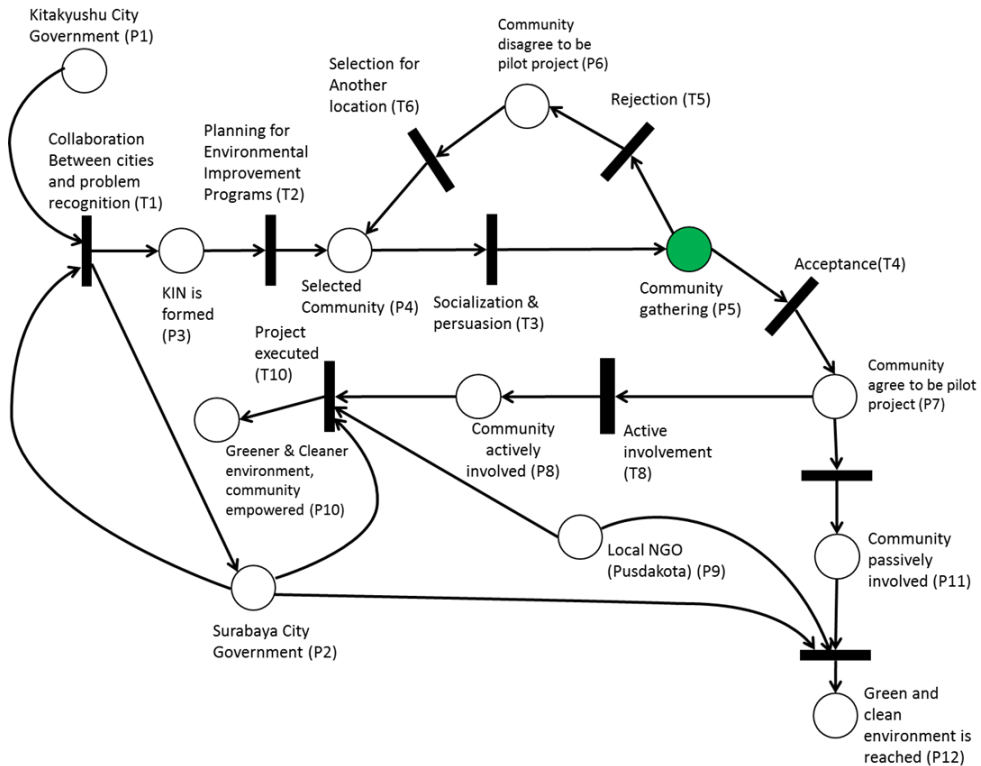 Kitakyushu City
Government (P1)
Community
disagree to be
pilot project (P6)
Selection for
Another
location (T6)
Rejection (T5)
Collaboration
Between cities
and problem
recognition (T1)
Planning for
Environmental
Improvement
Programs (T2)
Acceptance(T4)
KIN is
formed
(P3)
Selected
Community (P4)
Socialization &
persuasion (T3)
Community
gathering (P5)
Project
executed
(T10)
Community
agree to be pilot
project (P7)
Greener & Cleaner
environment,
community
empowered (P10)
Community
actively
involved (P8)
Active
involvement
(T8)
Local NGO
(Pusdakota) (P9)
Community
passively
involved (P11)
Surabaya City
Government (P2)
Green and
clean
environment is
reached (P12)